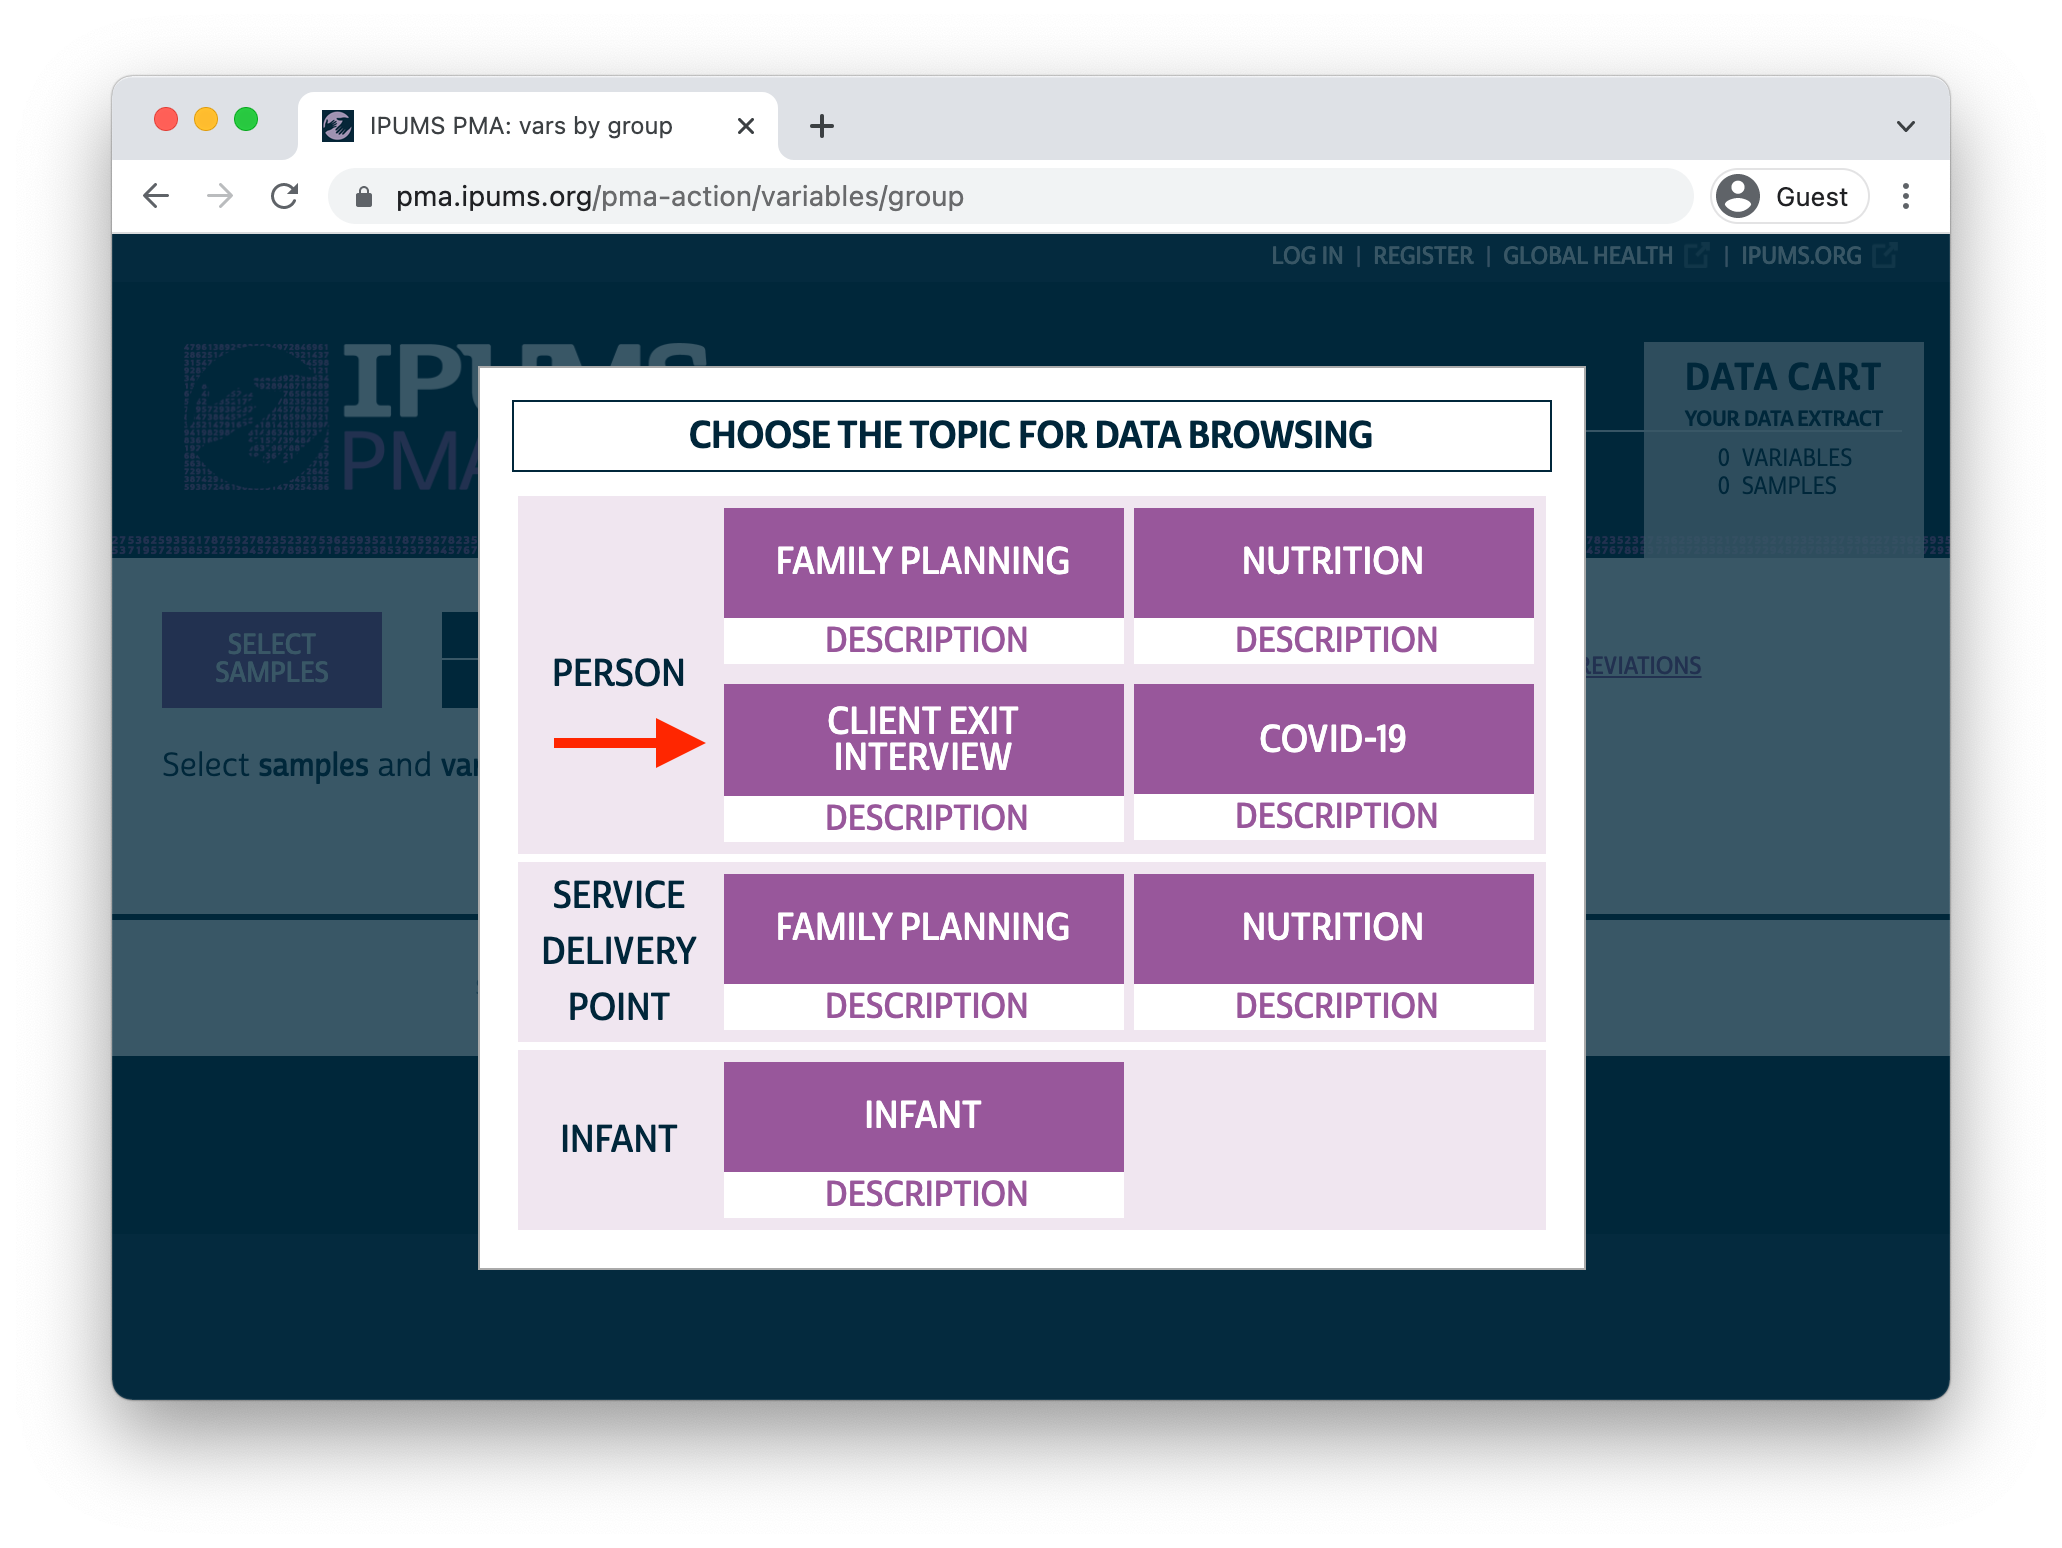 IPUMS PMA: vars by group
pma.ipums.org/pma-action/variables/group
Guest
LOG IN | REGISTER | GLOBAL HEALTH | IPUMS.ORG
IPUMS
PMA
DATA CART
YOUR DATA EXTRACT
0 VARIABLES
0 SAMPLES
CHOOSE THE TOPIC FOR DATA BROWSING
PERSON
FAMILY PLANNING
DESCRIPTION
NUTRITION
DESCRIPTION
CLIENT EXIT
INTERVIEW
DESCRIPTION
COVID-19
DESCRIPTION
SERVICE
DELIVERY
POINT
FAMILY PLANNING
DESCRIPTION
NUTRITION
DESCRIPTION
INFANT
INFANT
DESCRIPTION
SELECT
SAMPLES
REVIATIONS
Select samples and var